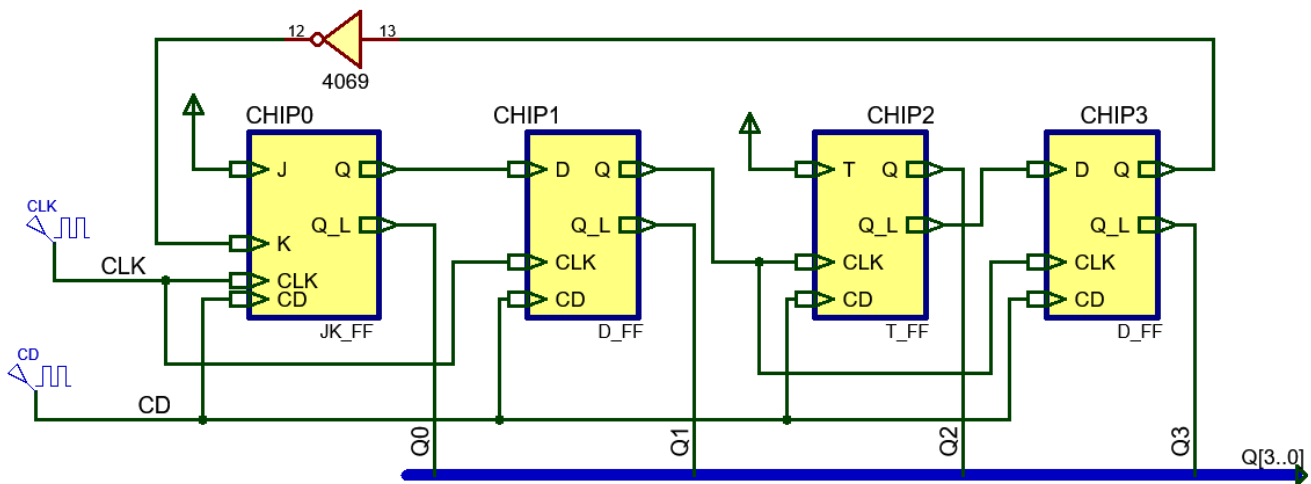 12 13
4069
CHIP0 CHIP1 CHIP2 CHIP3
J Q D Q T Q D Q
CLK
Q_L Q_L Q_L Q_L
K
CLK CLK CLK CLK
CLK
CD CD CD CD
JK_FF D_FF T_FF D_FF
CD
CD
Q0 Q1 Q2 Q3
Q[3..0]